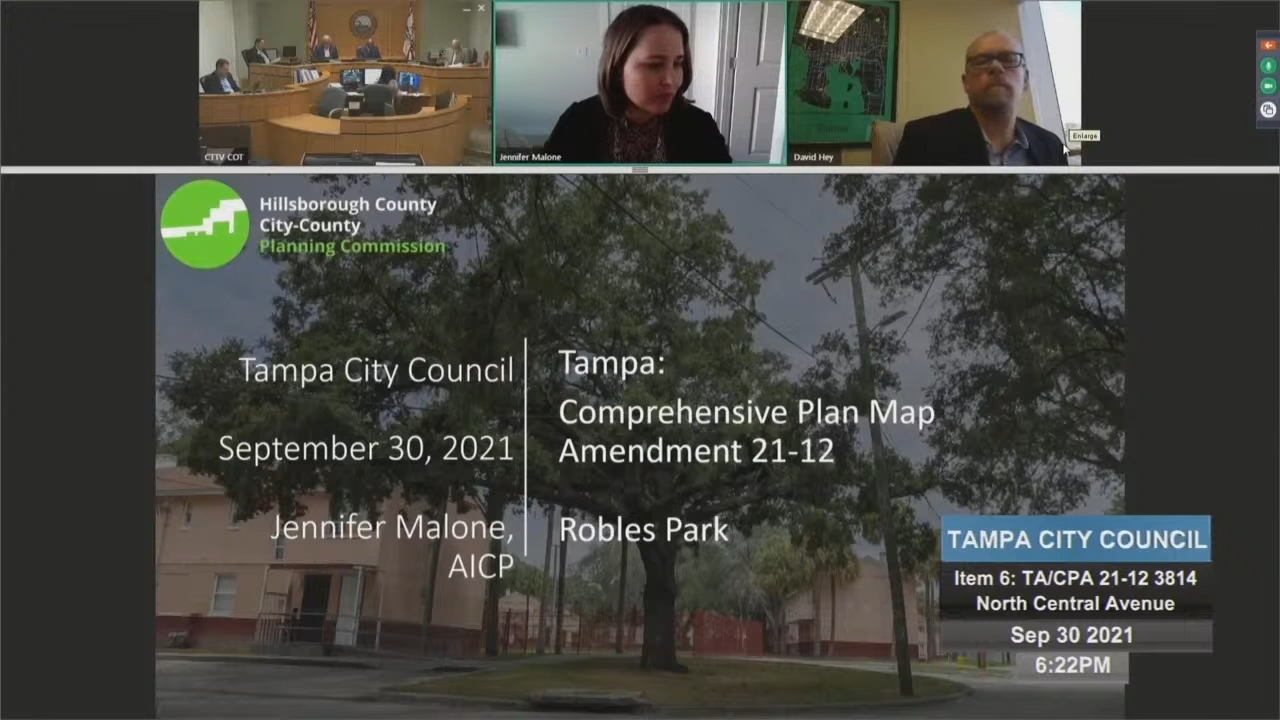 CTTV COT
Jennifer Malone
David Hey
Enlarge
Hillsborough County
City-County
Planning Commission
Tampa City Council
September 30, 2021
Jennifer Malone,
AICP
Tampa:
Comprehensive Plan Map
Amendment 21-12
Robles Park
TAMPA CITY COUNCIL
Item 6: TA/CPA 21-12 3814
North Central Avenue
Sep 30 2021
6:22PM